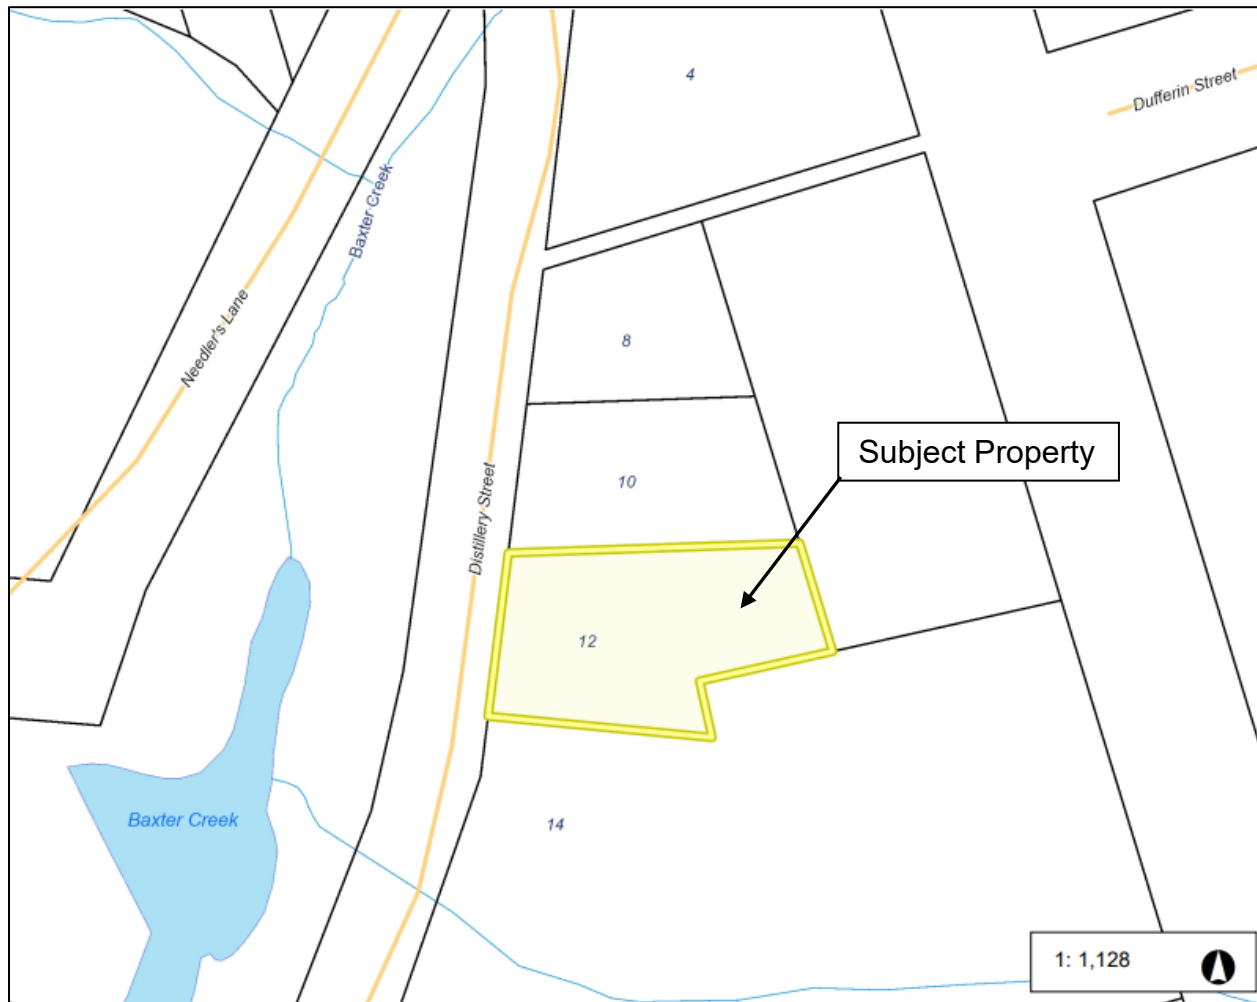 4
Dufferin Street
Baxter Creek
Needler's Lane
8
Subject Property
10
Distillery Street
12
Baxter Creek
14
1: 1,128